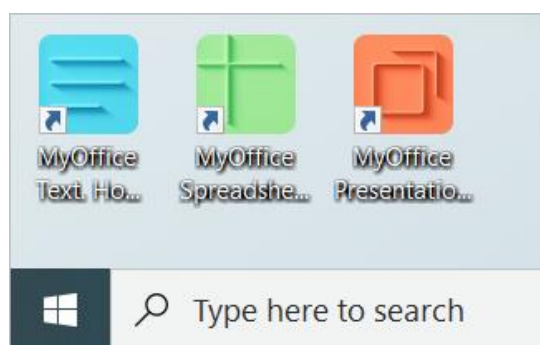 MyOffice
Text. Ho...
MyOffice
Spreadshe...
MyOffice
Presentatio...
Type here to search